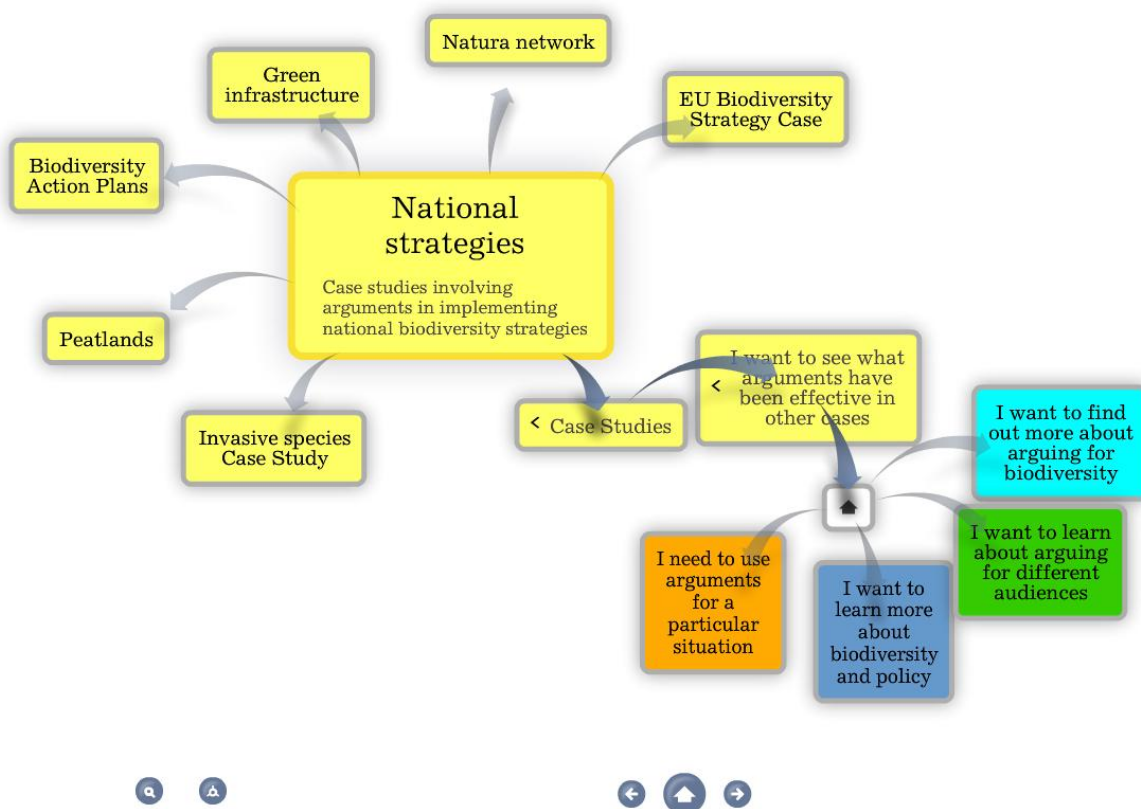 Natura network
Green
infrastructure
EU Biodiversity
Strategy Case
Biodiversity
Action Plans
National
strategies
Case studies involving
arguments in implementing
national biodiversity strategies
Peatlands
Invasive species
Case Study
< Case Studies
I want to see what
arguments have
< been effective in
other cases
I want to find
out more about
arguing for
biodiversity
I want to learn
about arguing
for different
audiences
I need to use
arguments
for a
particular
situation
I want to
learn more
about
biodiversity
and policy